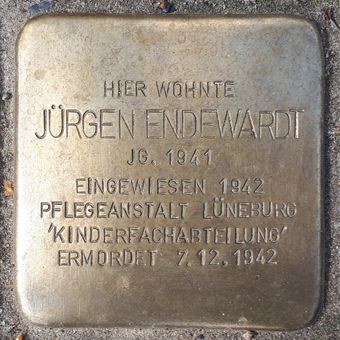 HIER WOHNTE
JÜRGEN ENDEWARDT
JG. 1941
EINGEWIESEN 1942
PFLEGEANSTALT LÜNEBURG
'KINDERFACHABTEILUNG'
ERMORDET 7.12.1942